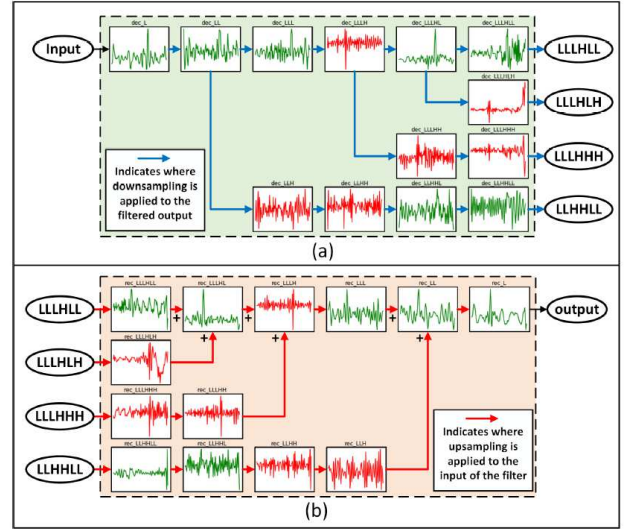 dec_L dec_LL dec_LLL dec_LLLH dec_LLLHL dec_LLLHLL
Input LLLHLL
dec_LLLHLH
LLLHLH
dec_LLLHH dec_LLLHHH
LLLHHH
Indicates where
downsampling is
applied to the
filtered output
dec_LLH dec_LLHH dec_LLHHL dec_LLHHLL
LLHHLL
(a)
rec_LLLHLL rec_LLLHL rec_LLLH rec_LLL rec_LL rec_L
LLLHLL + + + output
+ + +
rec_LLLHLH
LLLHLH
rec_LLLHHH rec_LLLHH
LLLHHH
rec_LLHHLL rec_LLHHL rec_LLHH rec_LLH
LLHHLL
Indicates where
upsampling is
applied to the
input of the filter
(b)